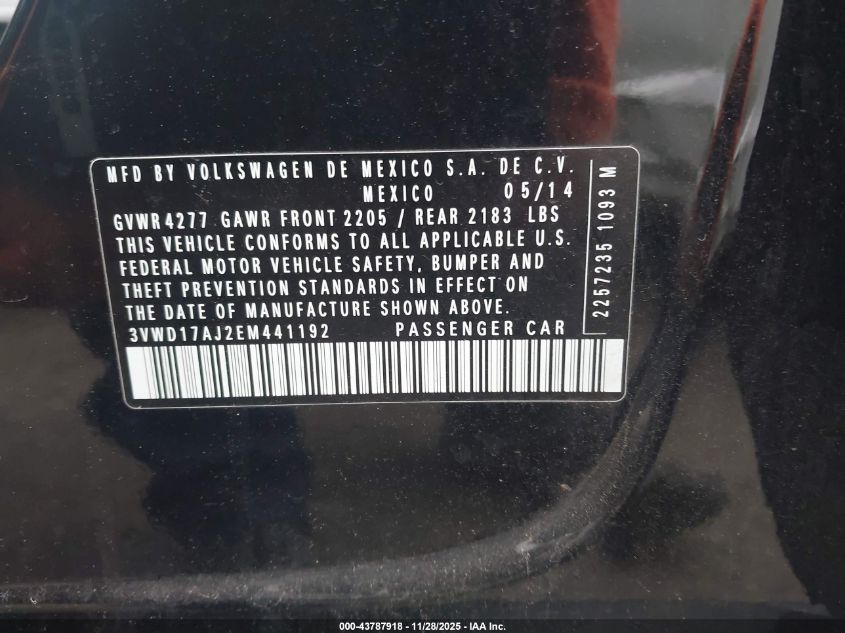 MFD BY VOLKSWAGEN DE MEXICO S.A. DE C.V.
MEXICO 05/14
GVWR 4277 GAWR FRONT 2205 / REAR 2183 LBS
THIS VEHICLE CONFORMS TO ALL APPLICABLE U.S.
FEDERAL MOTOR VEHICLE SAFETY, BUMPER AND
THEFT PREVENTION STANDARDS IN EFFECT ON
THE DATE OF MANUFACTURE SHOWN ABOVE.
3VWD17AJ2EM441192 PASSENGER CAR
2257235 1093 M
000-43787918 - 11/28/2025 - IAA Inc.